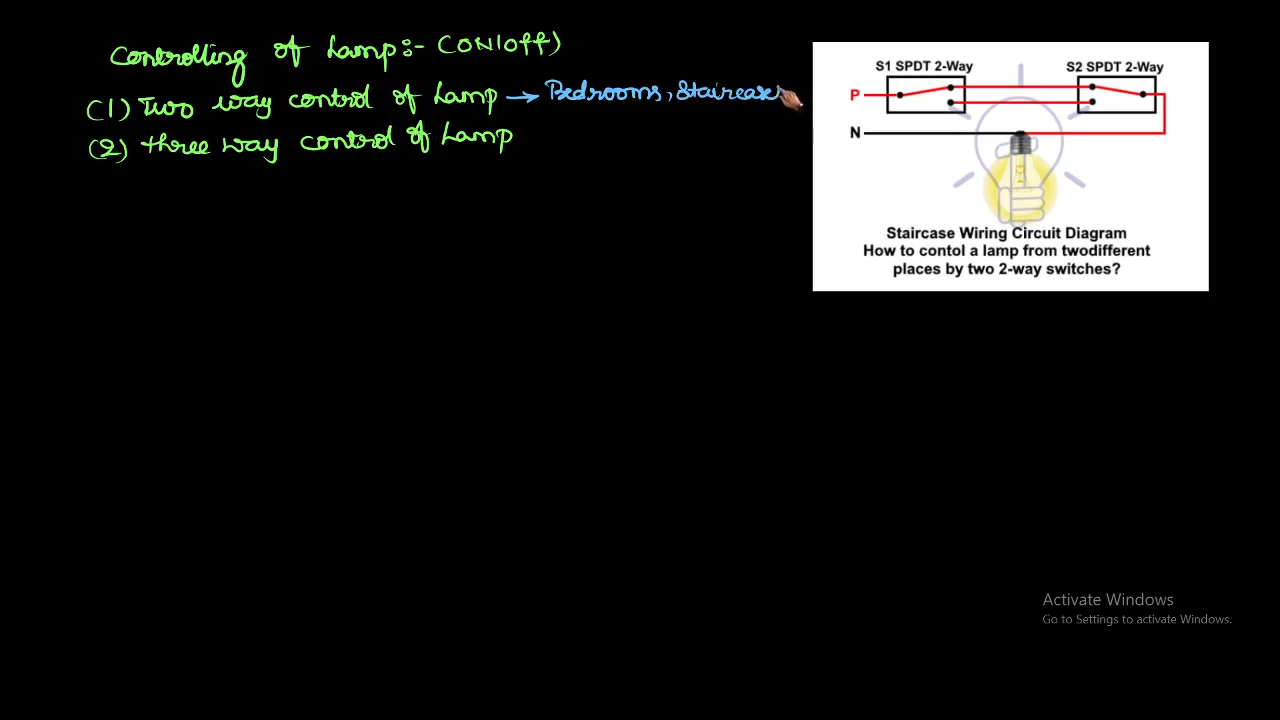 Controlling of Lamp:- (ON/Off)
(1) Two way control of Lamp → Bedrooms, Staircases
(2) three way control of Lamp
S1 SPDT 2-Way S2 SPDT 2-Way
P
N
Staircase Wiring Circuit Diagram
How to contol a lamp from twodifferent
places by two 2-way switches?
Activate Windows
Go to Settings to activate Windows.